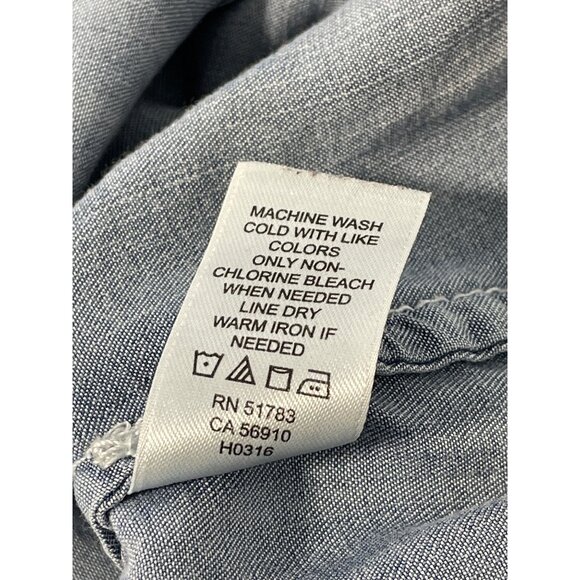 MACHINE WASH
COLD WITH LIKE
COLORS
ONLY NON-
CHLORINE BLEACH
WHEN NEEDED
LINE DRY
WARM IRON IF
NEEDED
RN 51783
CA 56910
H0316